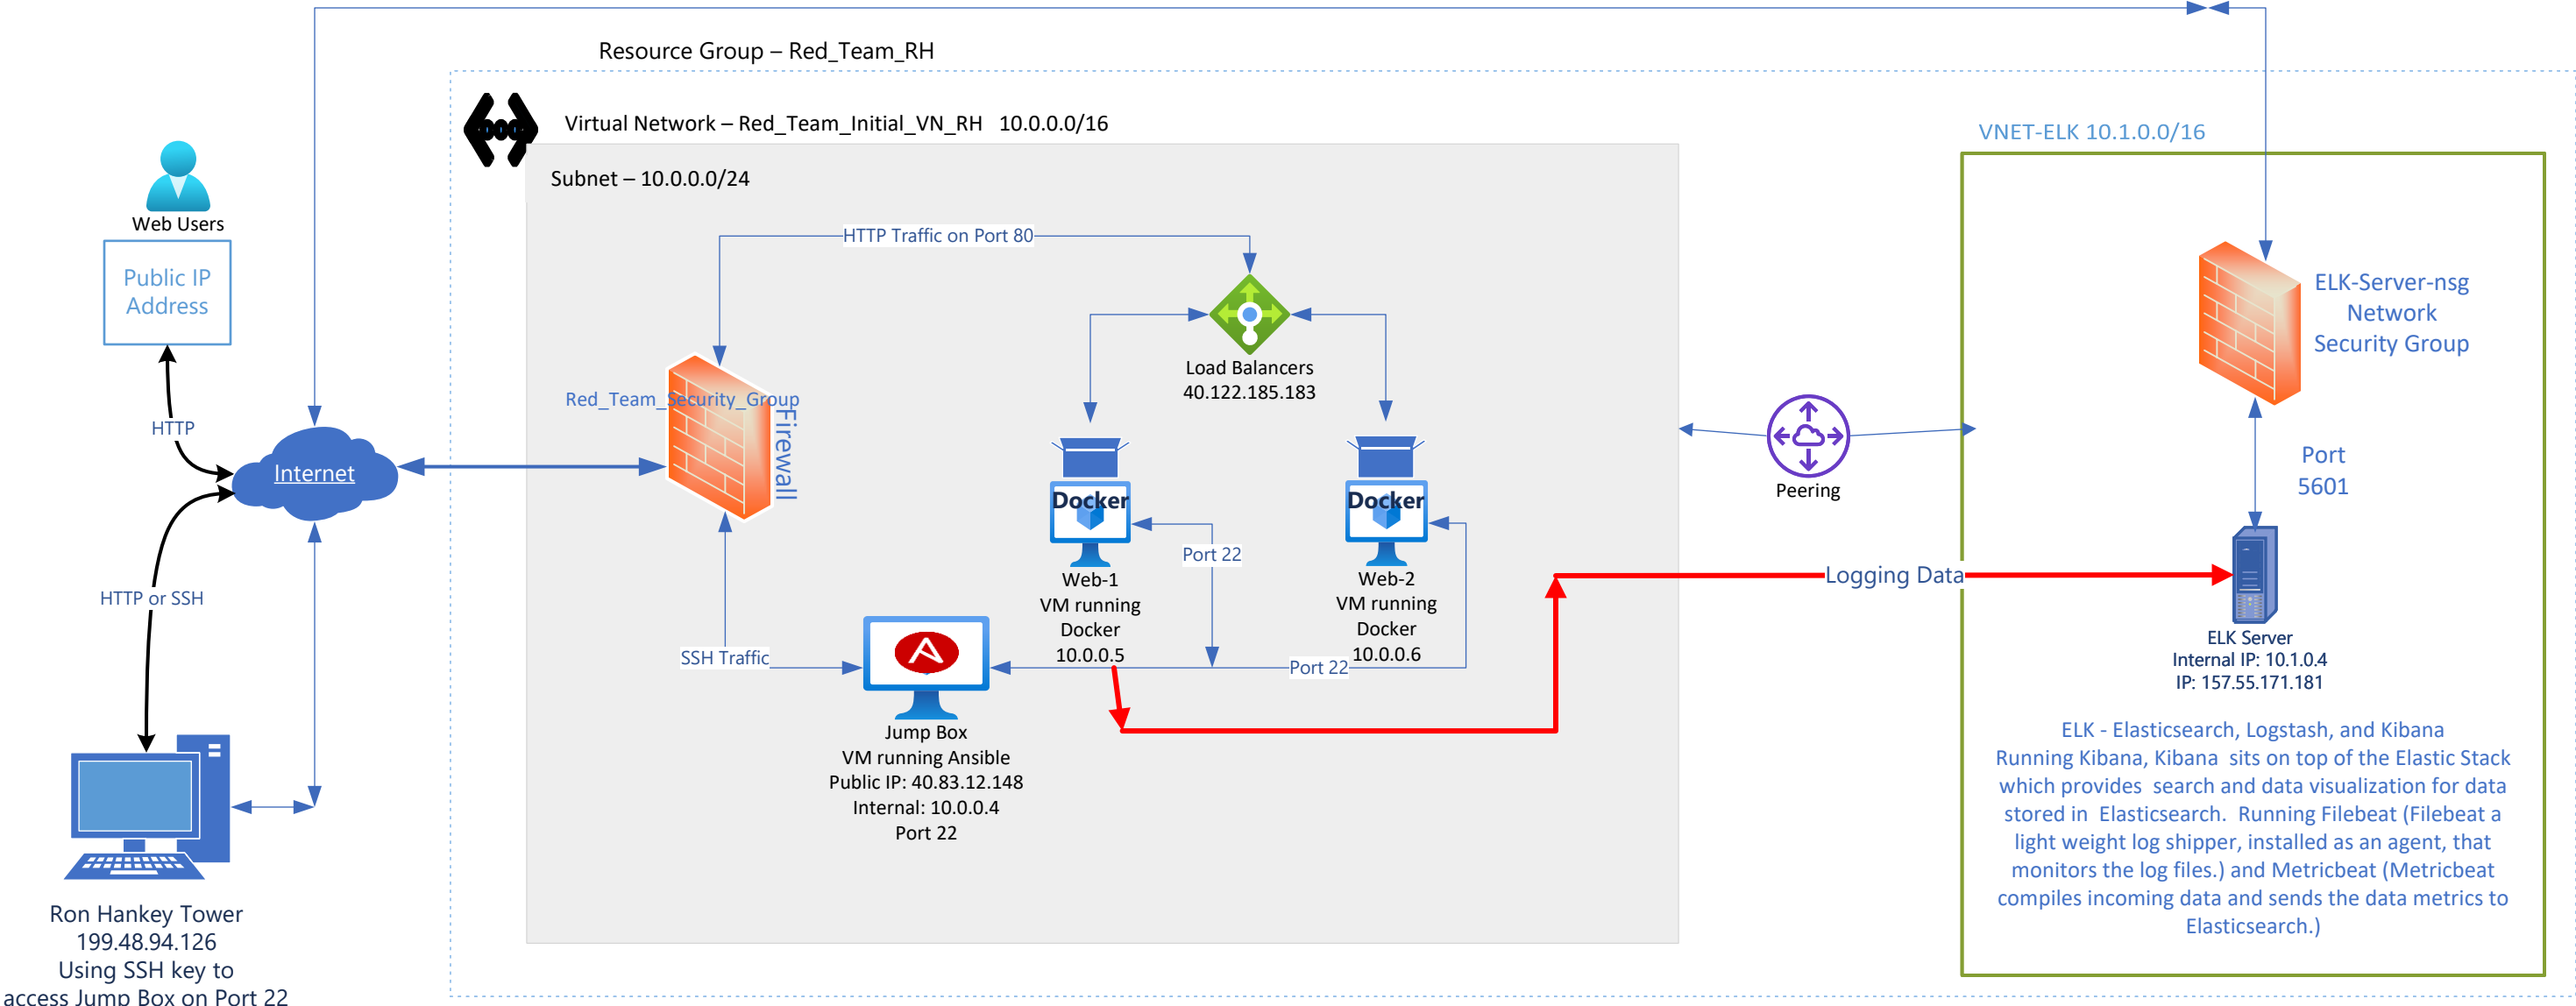 Resource Group – Red_Team_RH
Virtual Network – Red_Team_Initial_VN_RH   10.0.0.0/16
Subnet – 10.0.0.0/24
Web Users
Public IP
Address
HTTP
Internet
HTTP or SSH
Ron Hankey Tower
199.48.94.126
Using SSH key to
access Jump Box on Port 22
HTTP Traffic on Port 80
Red_Team_Security_Group
Firewall
SSH Traffic
Load Balancers
40.122.185.183
Docker
Web-1
VM running
Docker
10.0.0.5
Port 22
Docker
Web-2
VM running
Docker
10.0.0.6
Port 22
Jump Box
VM running Ansible
Public IP: 40.83.12.148
Internal: 10.0.0.4
Port 22
Peering
Logging Data
VNET-ELK 10.1.0.0/16
ELK-Server-nsg
Network
Security Group
Port
5601
ELK Server
Internal IP: 10.1.0.4
IP: 157.55.171.181
ELK - Elasticsearch, Logstash, and Kibana
Running Kibana, Kibana  sits on top of the Elastic Stack
which provides  search and data visualization for data
stored in  Elasticsearch.  Running Filebeat (Filebeat a
light weight log shipper, installed as an agent, that
monitors the log files.) and Metricbeat (Metricbeat
compiles incoming data and sends the data metrics to
Elasticsearch.)